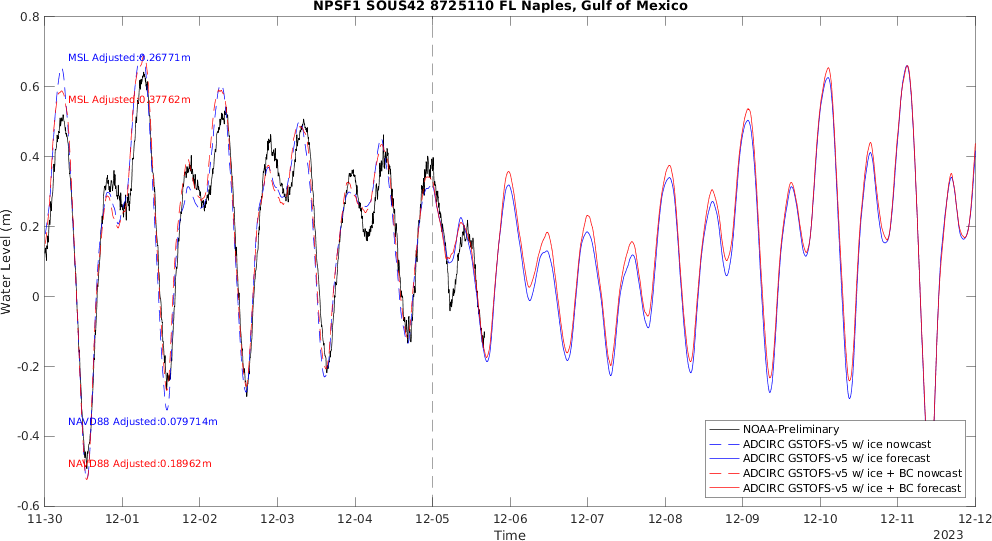 NPSF1 SOUS42 8725110 FL Naples, Gulf of Mexico
0.8
0.6
0.4
0.2
0
-0.2
-0.4
-0.6
Water Level (m)
MSL Adjusted:0.26771m
MSL Adjusted:0.37762m
NAVD88 Adjusted:0.079714m
NAVD88 Adjusted:0.18962m
NOAA-Preliminary
ADCIRC GSTOFS-v5 w/ ice nowcast
ADCIRC GSTOFS-v5 w/ ice forecast
ADCIRC GSTOFS-v5 w/ ice + BC nowcast
ADCIRC GSTOFS-v5 w/ ice + BC forecast
11-30 12-01 12-02 12-03 12-04 12-05 12-06 12-07 12-08 12-09 12-10 12-11 12-12
Time
2023